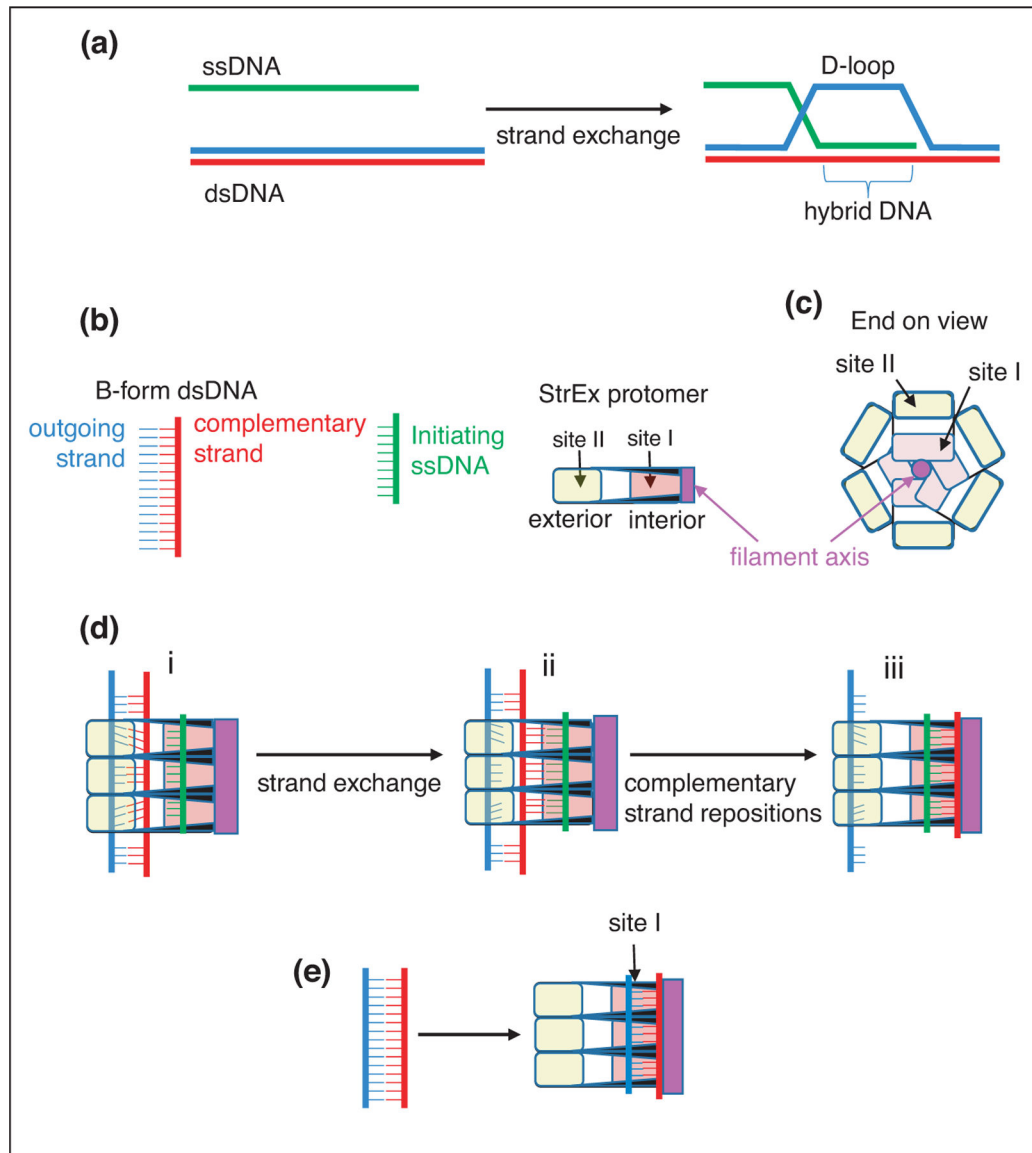 (a)
ssDNA
D-loop
strand exchange
dsDNA
hybrid DNA
(b)
(c)
End on view
site II
site I
B-form dsDNA
outgoing
strand
complementary
strand
Initiating
ssDNA
StrEx protomer
site II
site I
exterior
interior
filament axis
(d)
i
ii
iii
strand exchange
complementary
strand repositions
site I
(e)